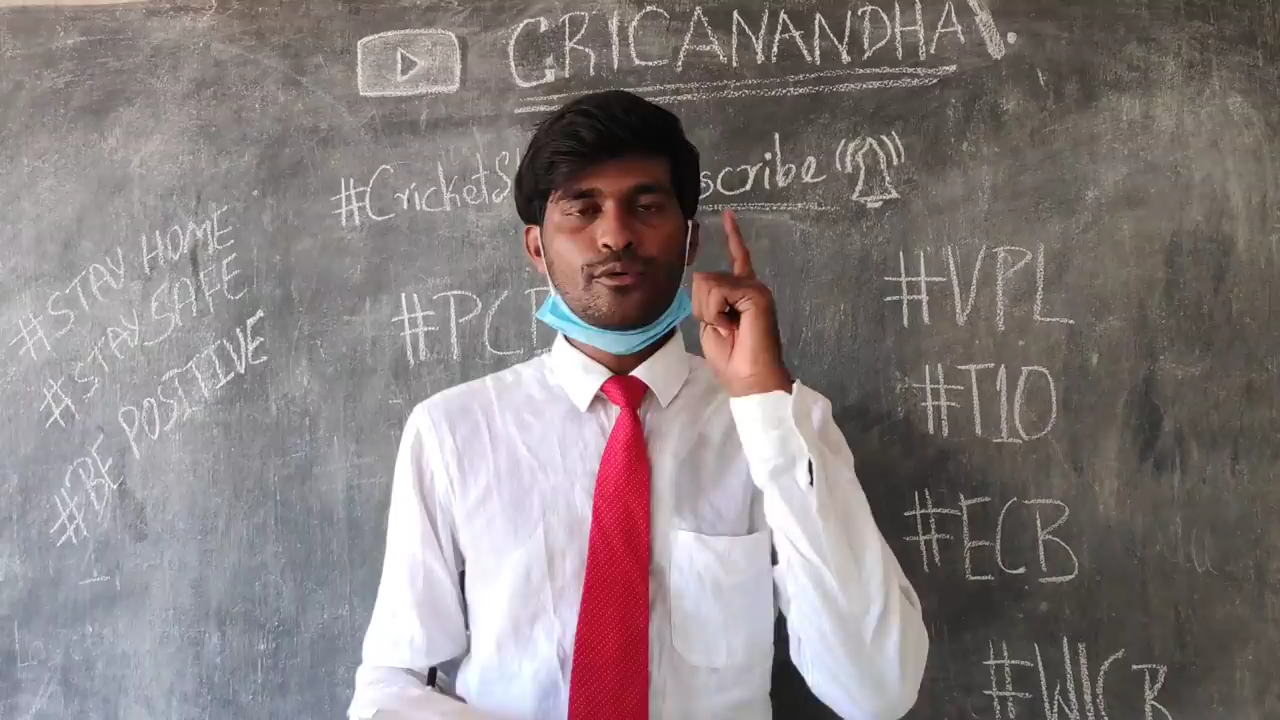 CRICANANDHA.
#CricketS scribe
#STAY HOME
#STAY SAFE
#BE POSITIVE
#PCP
#VPL
#T10
#ECB
#WICB